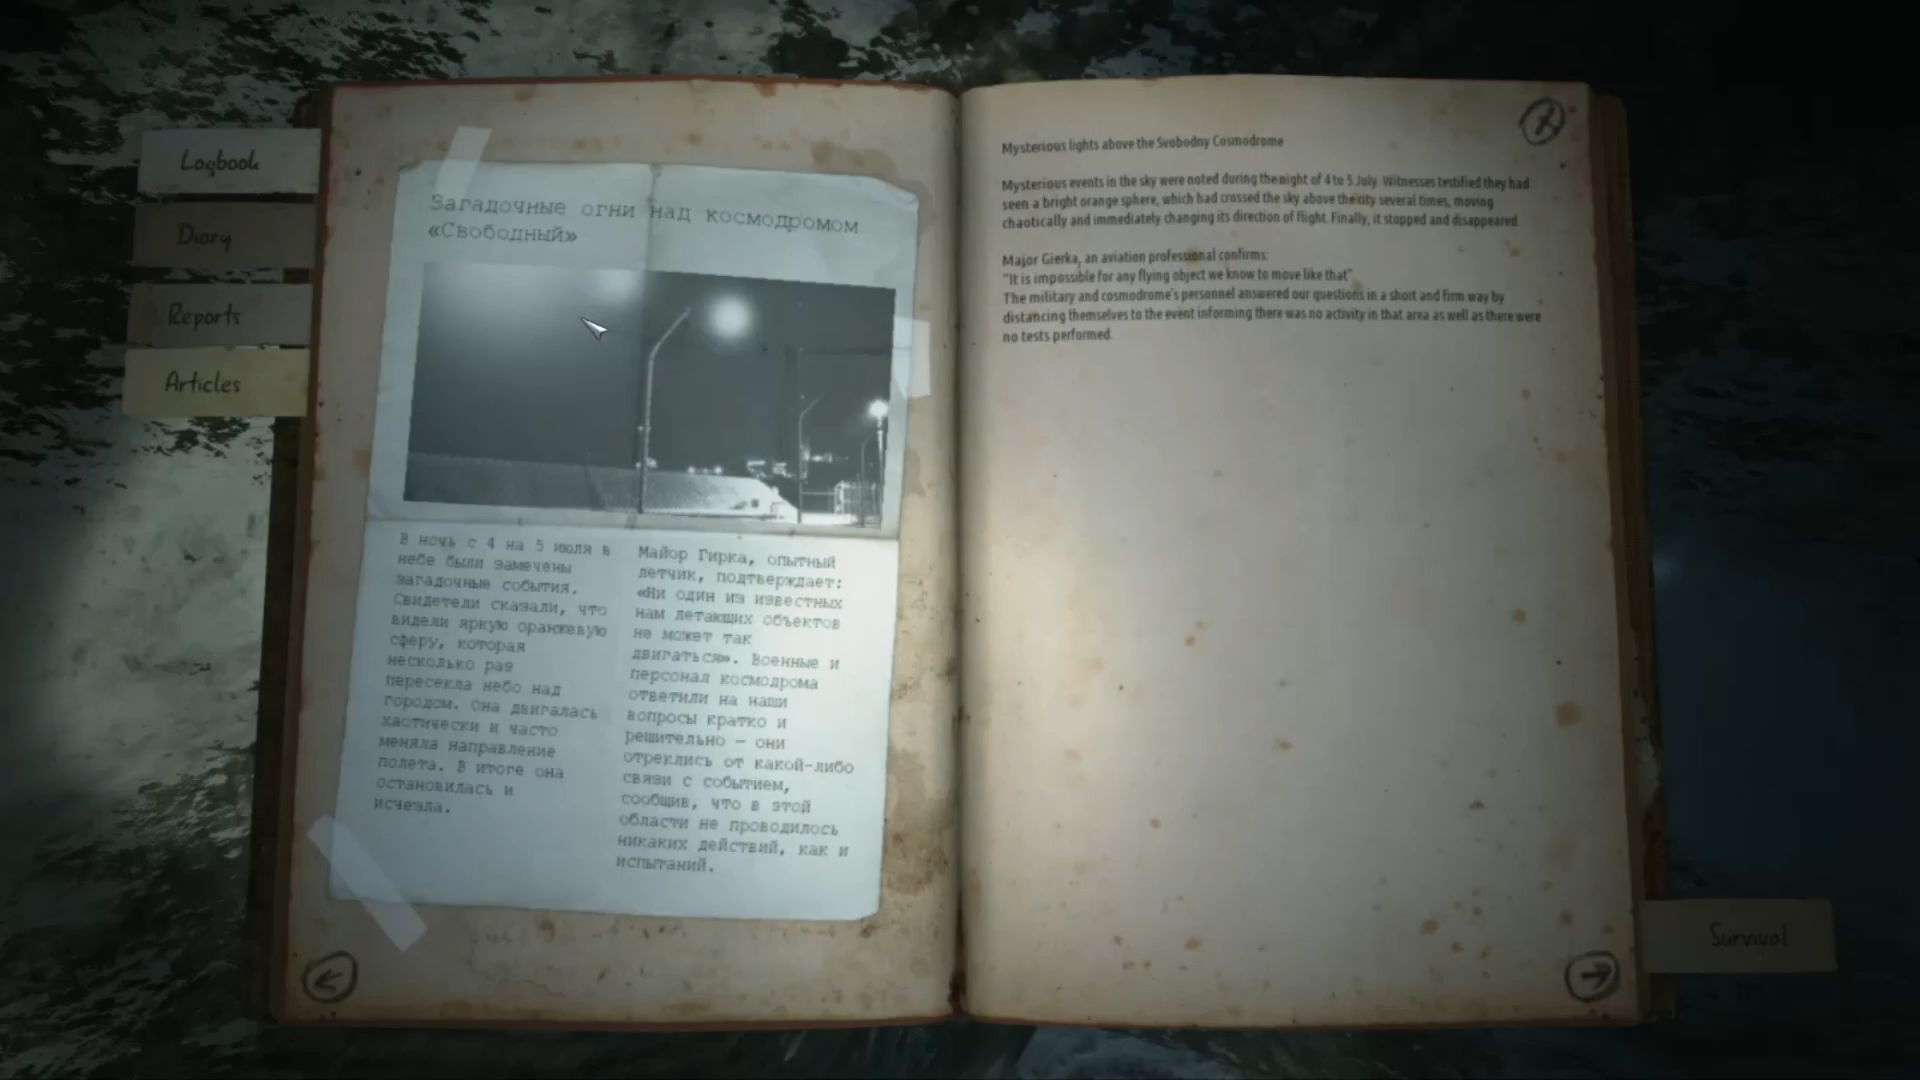 Logbook
Diary
Reports
Articles
Загадочные огни над космодромом
«Свободный»
В ночь с 4 на 5 июля в
небе были замечены
загадочные события.
Свидетели сказали, что
видели яркую оранжевую
сферу, которая
несколько раз
пересекла небо над
городом. Она двигалась
хаотически и часто
меняла направление
полета. В итоге она
остановилась и
исчезла.
Майор Гирка, опытный
летчик, подтверждает:
«Ни один из известных
нам летающих объектов
не может так
двигаться». Военные и
персонал космодрома
ответили на наши
вопросы кратко и
решительно – они
отреклись от какой-либо
связи с событием,
сообщив, что в этой
области не проводилось
никаких действий, как и
испытаний.
Mysterious lights above the Svobodny Cosmodrome
Mysterious events in the sky were noted during the night of 4 to 5 July. Witnesses testified they had
seen a bright orange sphere, which had crossed the sky above the city several times, moving
chaotically and immediately changing its direction of flight. Finally, it stopped and disappeared.
Major Gierka, an aviation professional confirms:
"It is impossible for any flying object we know to move like that".
The military and cosmodrome's personnel answered our questions in a short and firm way by
distancing themselves to the event informing there was no activity in that area as well as there were
no tests performed.
Survival